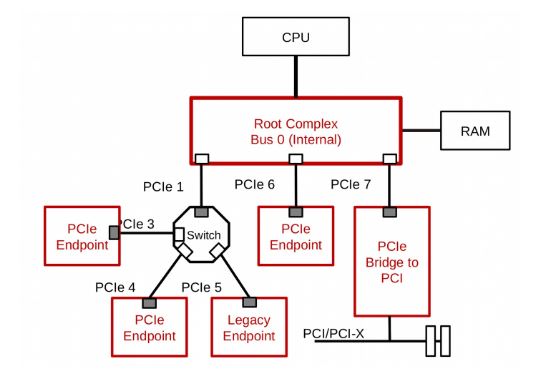 CPU
Root Complex
Bus 0 (Internal)
RAM
PCIe 1
PCIe 6
PCIe 7
PCIe
Endpoint
PCIe 3
Switch
PCIe
Endpoint
PCIe
Bridge to
PCI
PCIe 4
PCIe 5
PCIe
Endpoint
Legacy
Endpoint
PCI/PCI-X